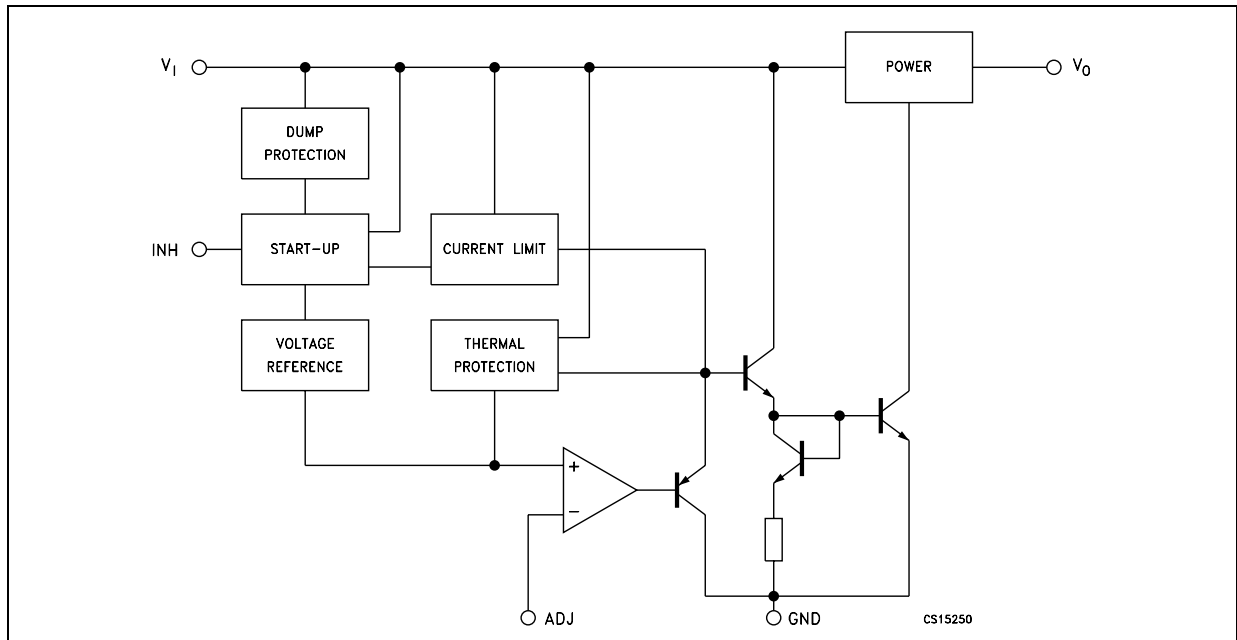 V_I
POWER
V_O
DUMP
PROTECTION
INH
START-UP
CURRENT LIMIT
VOLTAGE
REFERENCE
THERMAL
PROTECTION
+
−
ADJ
GND
CS15250